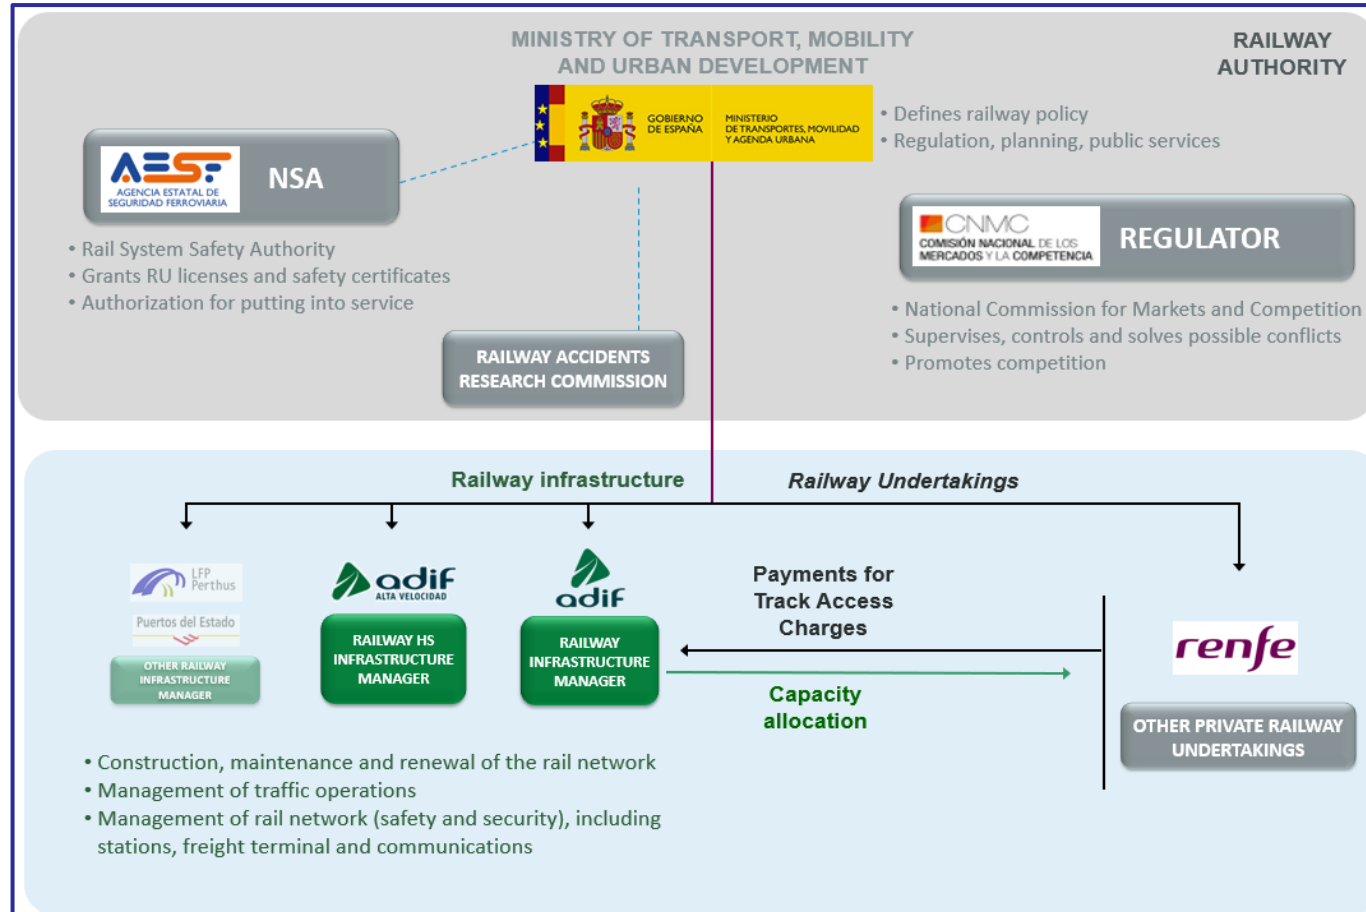 MINISTRY OF TRANSPORT, MOBILITY
AND URBAN DEVELOPMENT
RAILWAY
AUTHORITY
GOBIERNO
DE ESPAÑA
MINISTERIO
DE TRANSPORTES, MOVILIDAD
Y AGENDA URBANA
• Defines railway policy
• Regulation, planning, public services
AESF
AGENCIA ESTATAL DE
SEGURIDAD FERROVIARIA
NSA
• Rail System Safety Authority
• Grants RU licenses and safety certificates
• Authorization for putting into service
CNMC
COMISIÓN NACIONAL DE LOS
MERCADOS Y LA COMPETENCIA
REGULATOR
• National Commission for Markets and Competition
• Supervises, controls and solves possible conflicts
• Promotes competition
RAILWAY ACCIDENTS
RESEARCH COMMISSION
Railway infrastructure
Railway Undertakings
LFP
Perthus
Puertos del Estado
OTHER RAILWAY
INFRASTRUCTURE
MANAGER
adif
ALTA VELOCIDAD
RAILWAY HS
INFRASTRUCTURE
MANAGER
adif
RAILWAY
INFRASTRUCTURE
MANAGER
Payments for
Track Access
Charges
Capacity
allocation
renfe
OTHER PRIVATE RAILWAY
UNDERTAKINGS
• Construction, maintenance and renewal of the rail network
• Management of traffic operations
• Management of rail network (safety and security), including
stations, freight terminal and communications